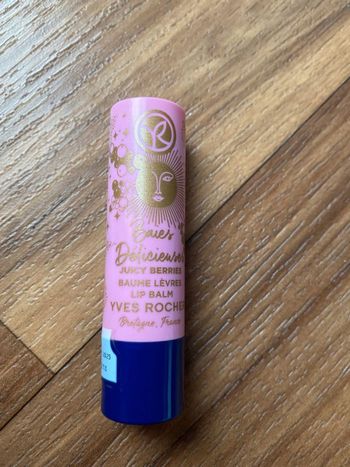 Baies
Délicieuses
JUICY BERRIES
BAUME LÈVRES
LIP BALM
YVES ROCHER
Bretagne, France